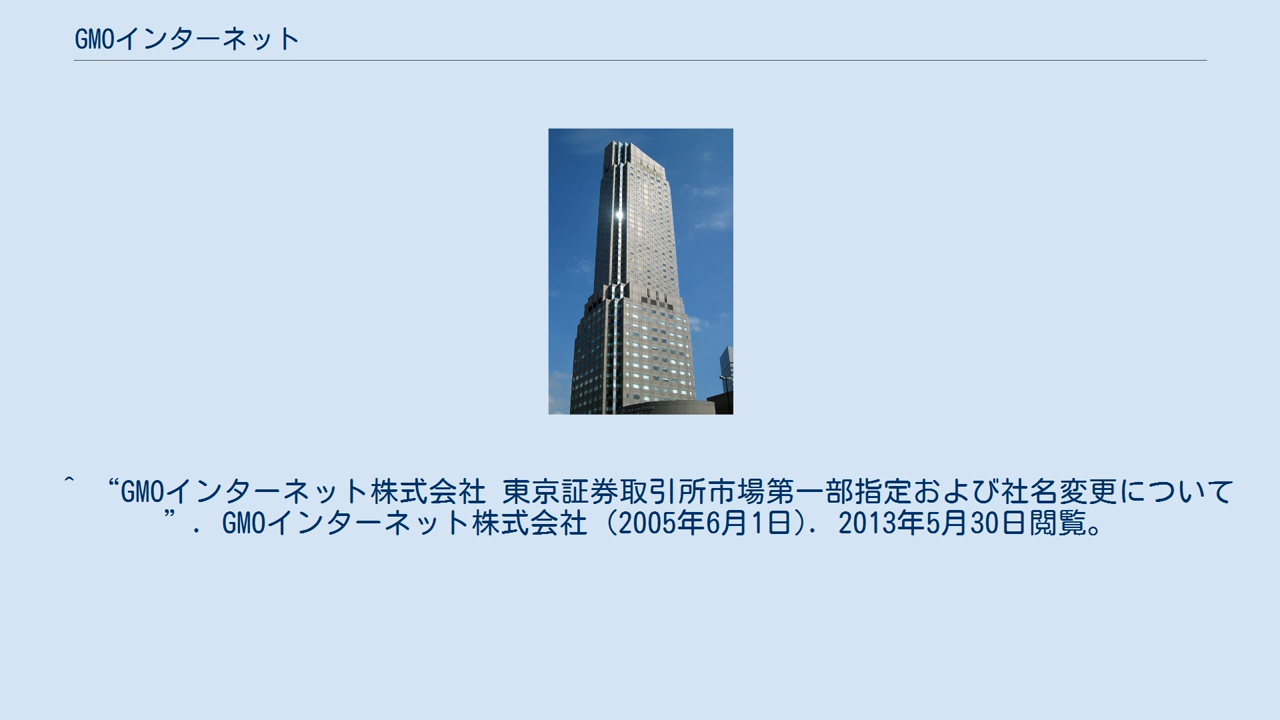 GMOインターネット
^ “GMOインターネット株式会社 東京証券取引所市場第一部指定および社名変更について
”. GMOインターネット株式会社 (2005年6月1日). 2013年5月30日閲覧。